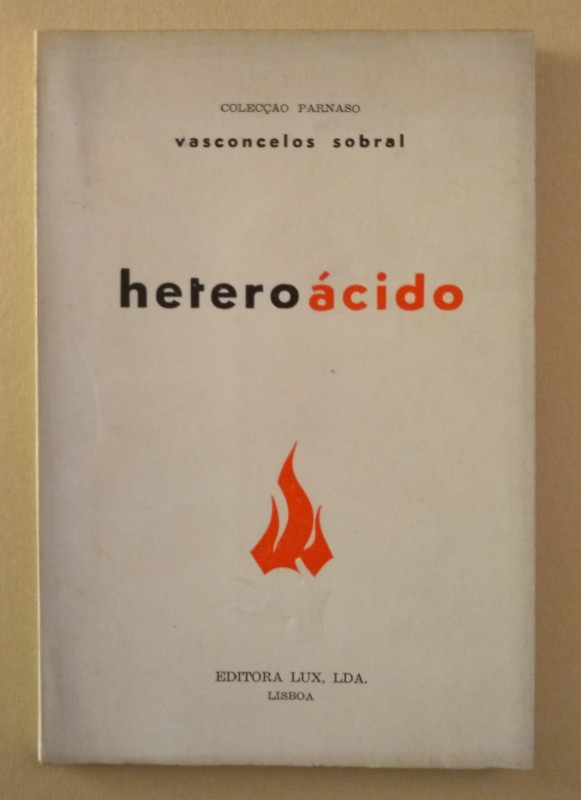 COLECÇÃO PARNASO
vasconcelos sobral
heteroácido
EDITORA LUX, LDA.
LISBOA